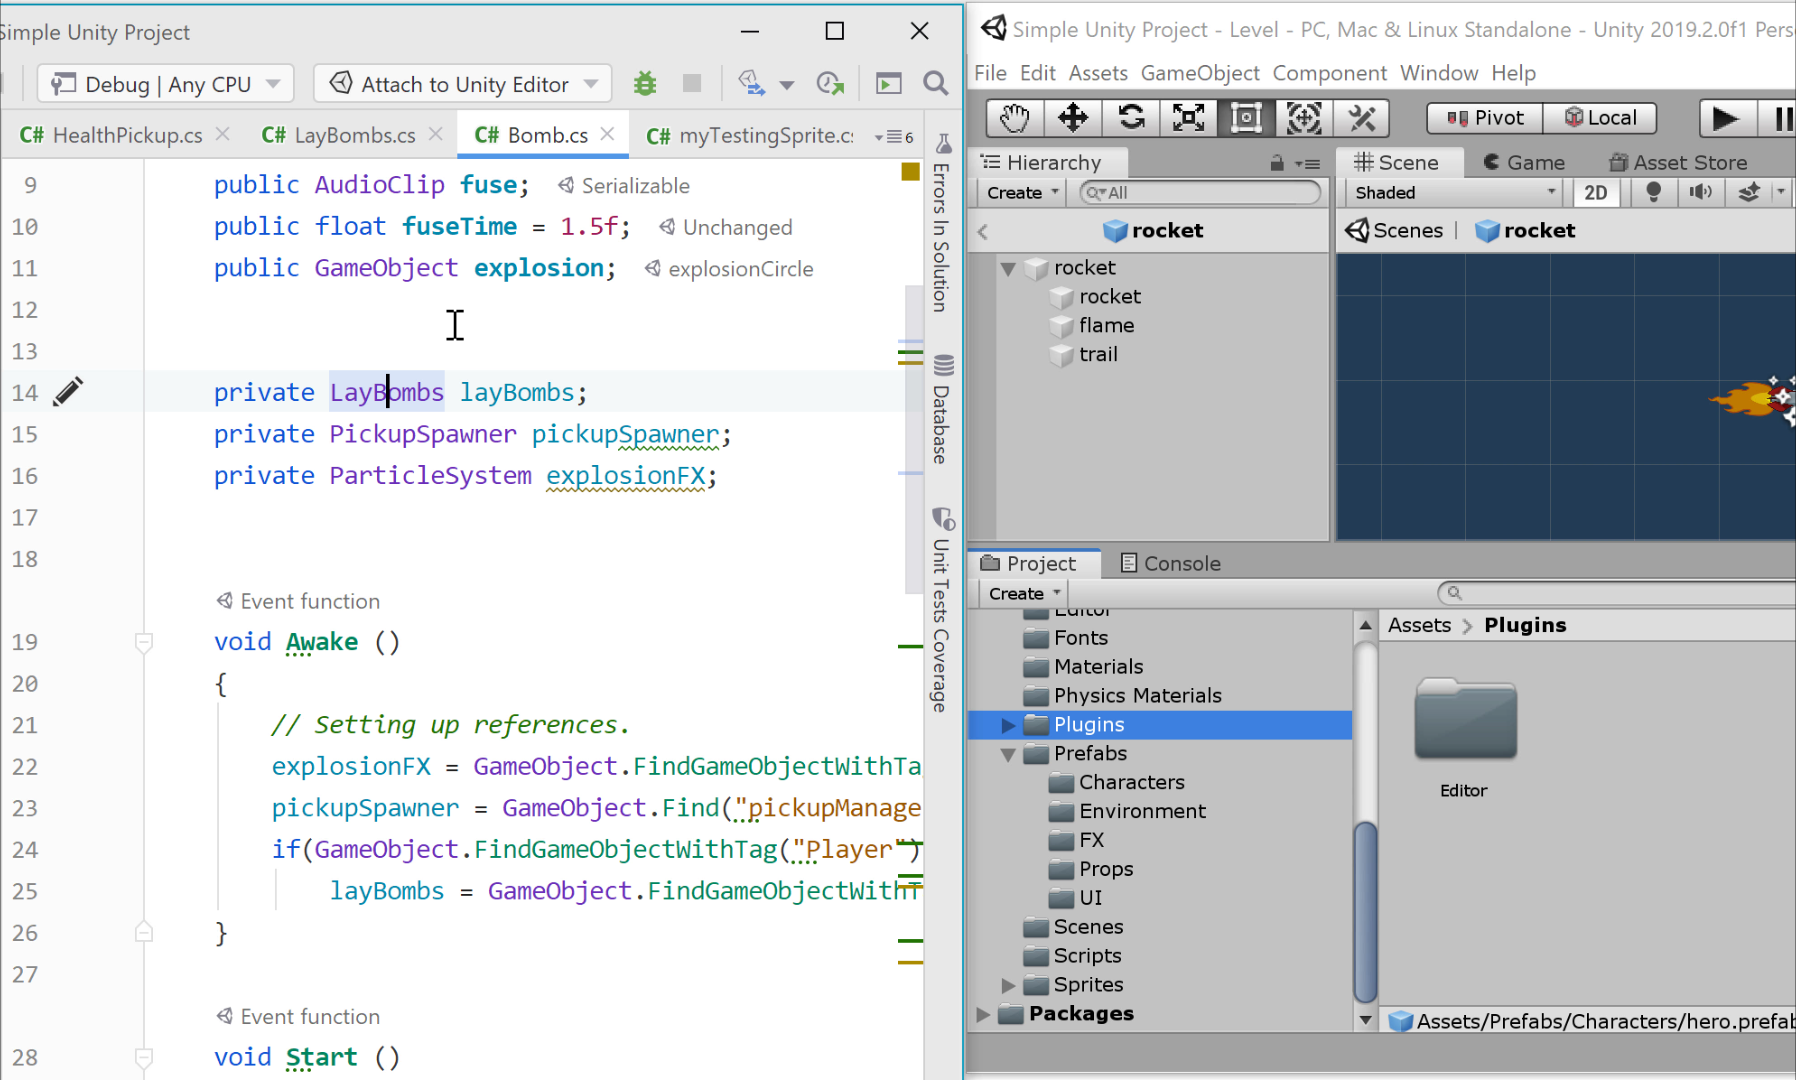 Simple Unity Project
Debug | Any CPU
Attach to Unity Editor
C# HealthPickup.cs
C# LayBombs.cs
C# Bomb.cs
C# myTestingSprite.cs
6
9 public AudioClip fuse; Serializable
10 public float fuseTime = 1.5f; Unchanged
11 public GameObject explosion; explosionCircle
12
13
14 private LayBombs layBombs;
15 private PickupSpawner pickupSpawner;
16 private ParticleSystem explosionFX;
17
18
Event function
19 void Awake ()
20 {
21 // Setting up references.
22 explosionFX = GameObject.FindGameObjectWithTa
23 pickupSpawner = GameObject.Find("pickupManage
24 if(GameObject.FindGameObjectWithTag("Player")
25 layBombs = GameObject.FindGameObjectWithT
26 }
27
Event function
28 void Start ()
Errors In Solution
Database
Unit Tests Coverage
Simple Unity Project - Level - PC, Mac & Linux Standalone - Unity 2019.2.0f1 Pers
File Edit Assets GameObject Component Window Help
Pivot
Local
Hierarchy
Create
All
rocket
rocket
rocket
flame
trail
Scene
Game
Asset Store
Shaded
2D
Scenes
rocket
Project
Console
Create
Editor
Fonts
Materials
Physics Materials
Plugins
Prefabs
Characters
Environment
FX
Props
UI
Scenes
Scripts
Sprites
Packages
Assets > Plugins
Editor
Assets/Prefabs/Characters/hero.prefab